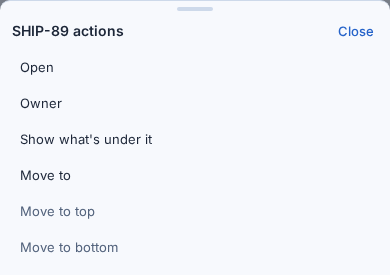 SHIP-89 actions
Close
Open
Owner
Show what's under it
Move to
Move to top
Move to bottom